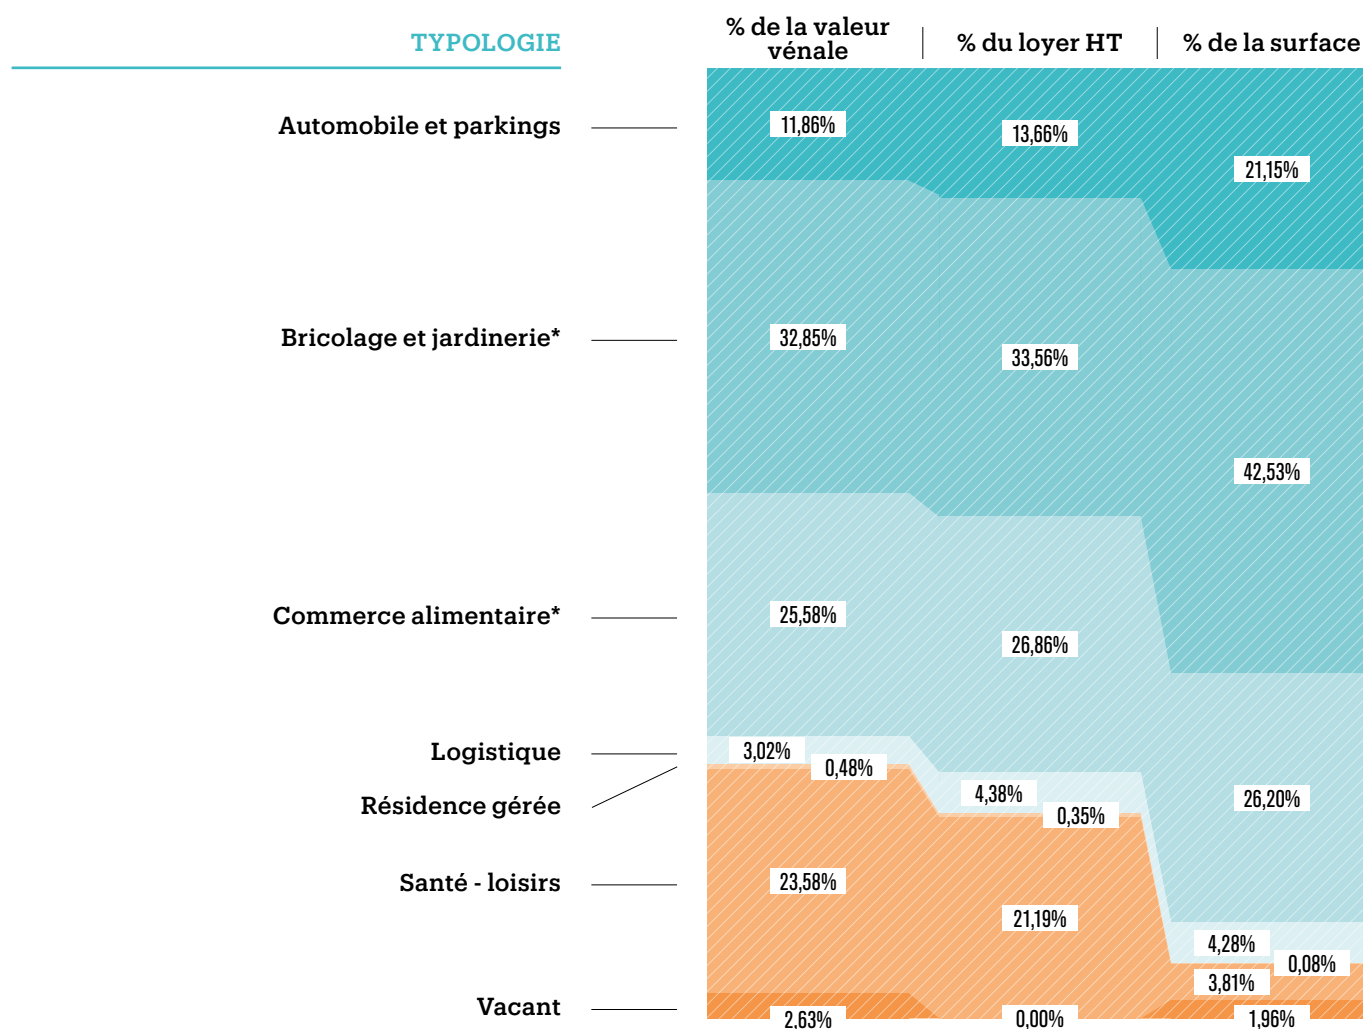 TYPOLOGIE
% de la valeur
vénale
% du loyer HT
% de la surface
Automobile et parkings
11,86%
13,66%
21,15%
Bricolage et jardinerie*
32,85%
33,56%
42,53%
Commerce alimentaire*
25,58%
26,86%
26,20%
Logistique
3,02%
4,38%
4,28%
Résidence gérée
0,48%
0,35%
0,08%
Santé - loisirs
23,58%
21,19%
3,81%
Vacant
2,63%
0,00%
1,96%